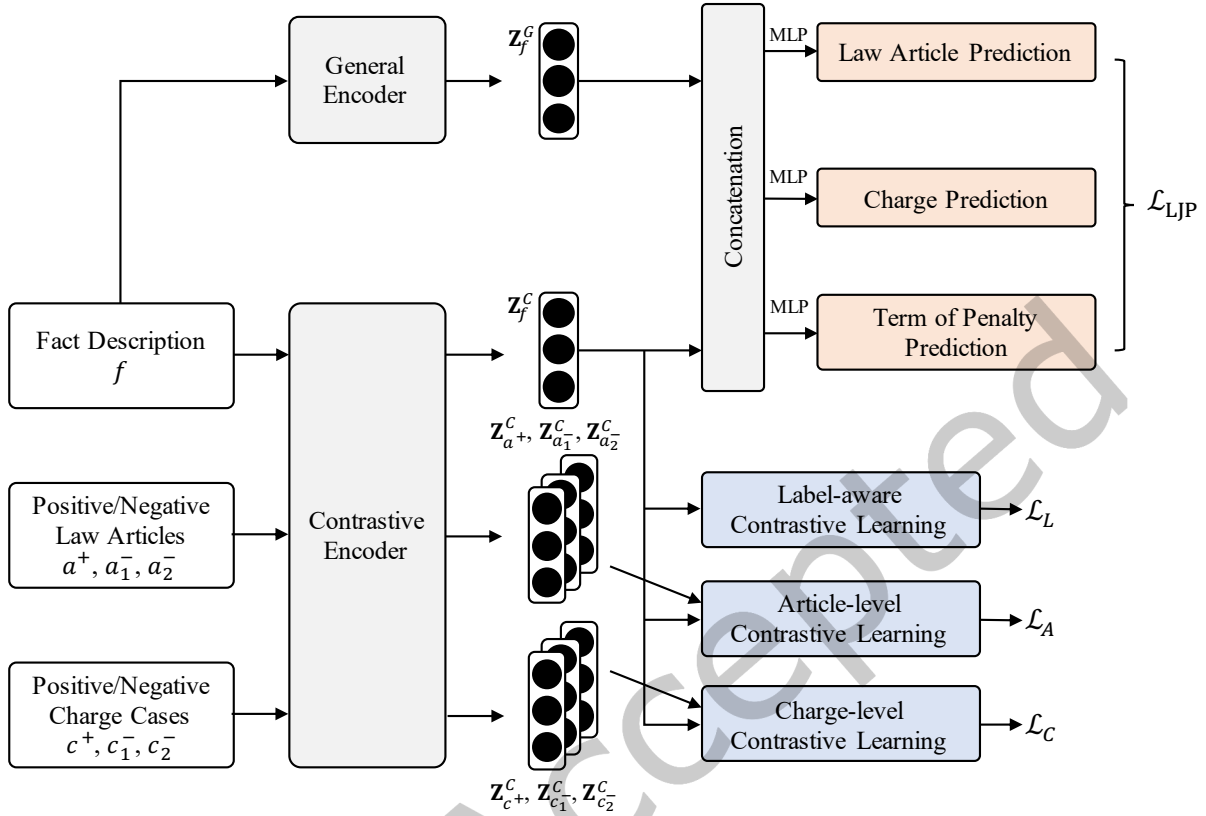 General
Encoder
𝐙_f^G
Concatenation
MLP
Law Article Prediction
MLP
Charge Prediction
ℒ_LJP
MLP
Term of Penalty
Prediction
Fact Description
f
𝐙_f^C
Contrastive
Encoder
𝐙_{a^+}^C, 𝐙_{a_1^-}^C, 𝐙_{a_2^-}^C
Positive/Negative
Law Articles
a^+, a_1^-, a_2^-
Label-aware
Contrastive Learning
ℒ_L
Article-level
Contrastive Learning
ℒ_A
Positive/Negative
Charge Cases
c^+, c_1^-, c_2^-
Charge-level
Contrastive Learning
ℒ_C
𝐙_{c^+}^C, 𝐙_{c_1^-}^C, 𝐙_{c_2^-}^C
Accepted